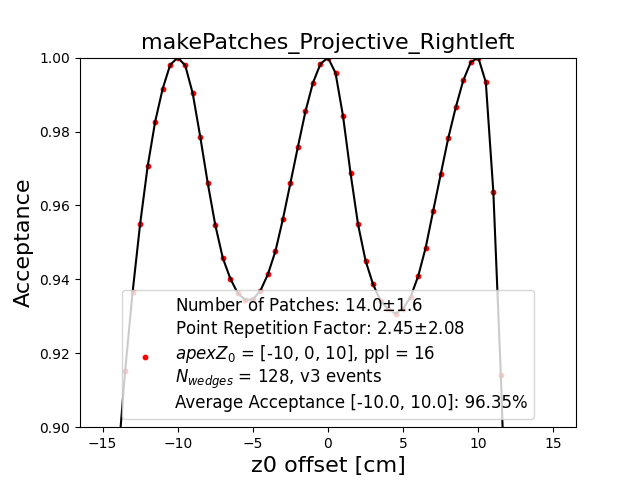 makePatches_Projective_Rightleft
1.00
0.98
0.96
0.94
0.92
0.90
Acceptance
Number of Patches: 14.0±1.6
Point Repetition Factor: 2.45±2.08
apexZ₀ = [-10, 0, 10], ppl = 16
N_wedges = 128, v3 events
Average Acceptance [-10.0, 10.0]: 96.35%
−15 −10 −5 0 5 10 15
z0 offset [cm]